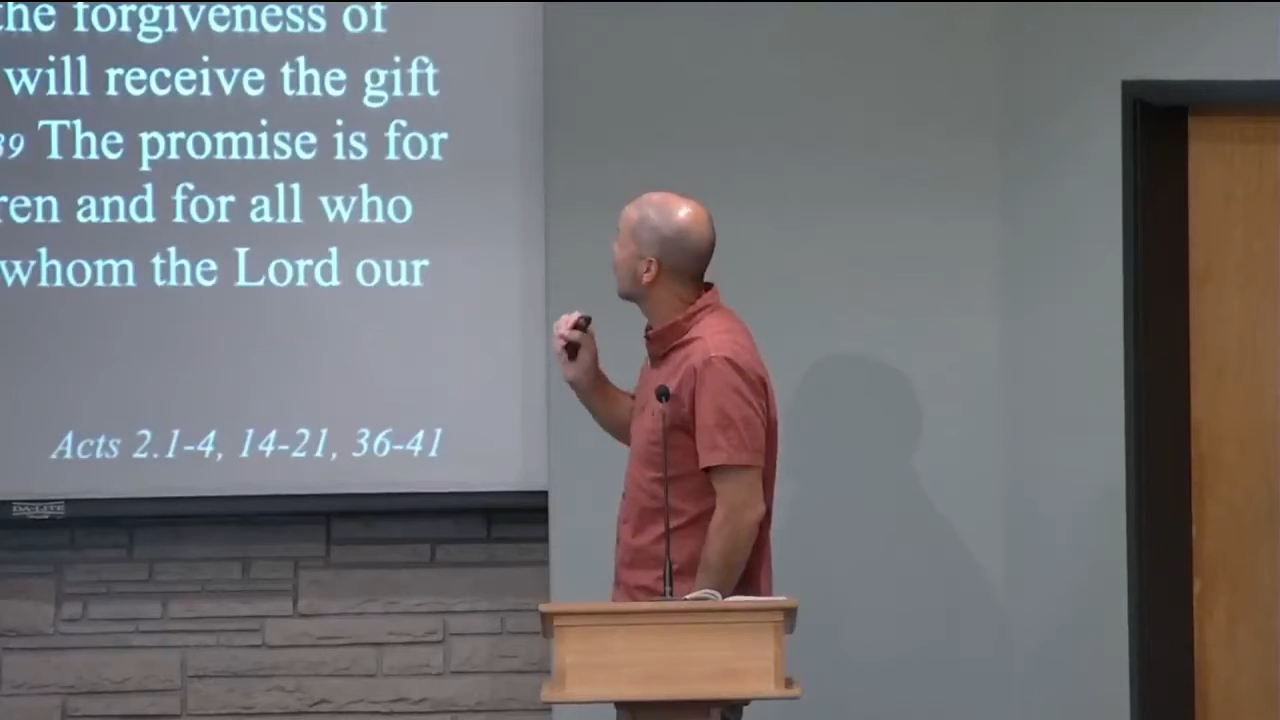 the forgiveness of
will receive the gift
39 The promise is for
ren and for all who
whom the Lord our
Acts 2.1-4, 14-21, 36-41
DA-LITE